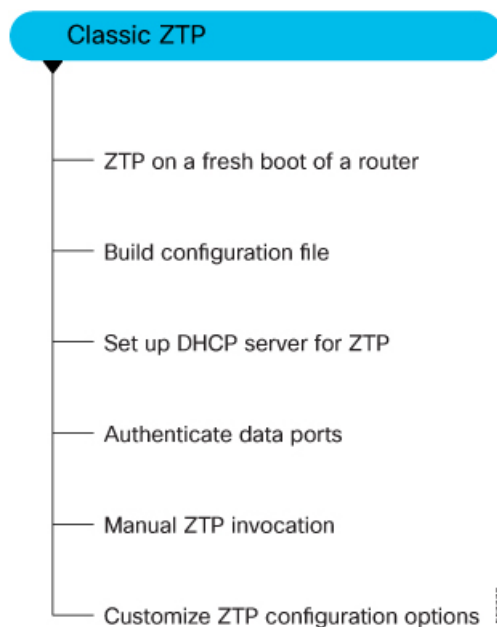 Classic ZTP
ZTP on a fresh boot of a router
Build configuration file
Set up DHCP server for ZTP
Authenticate data ports
Manual ZTP invocation
Customize ZTP configuration options